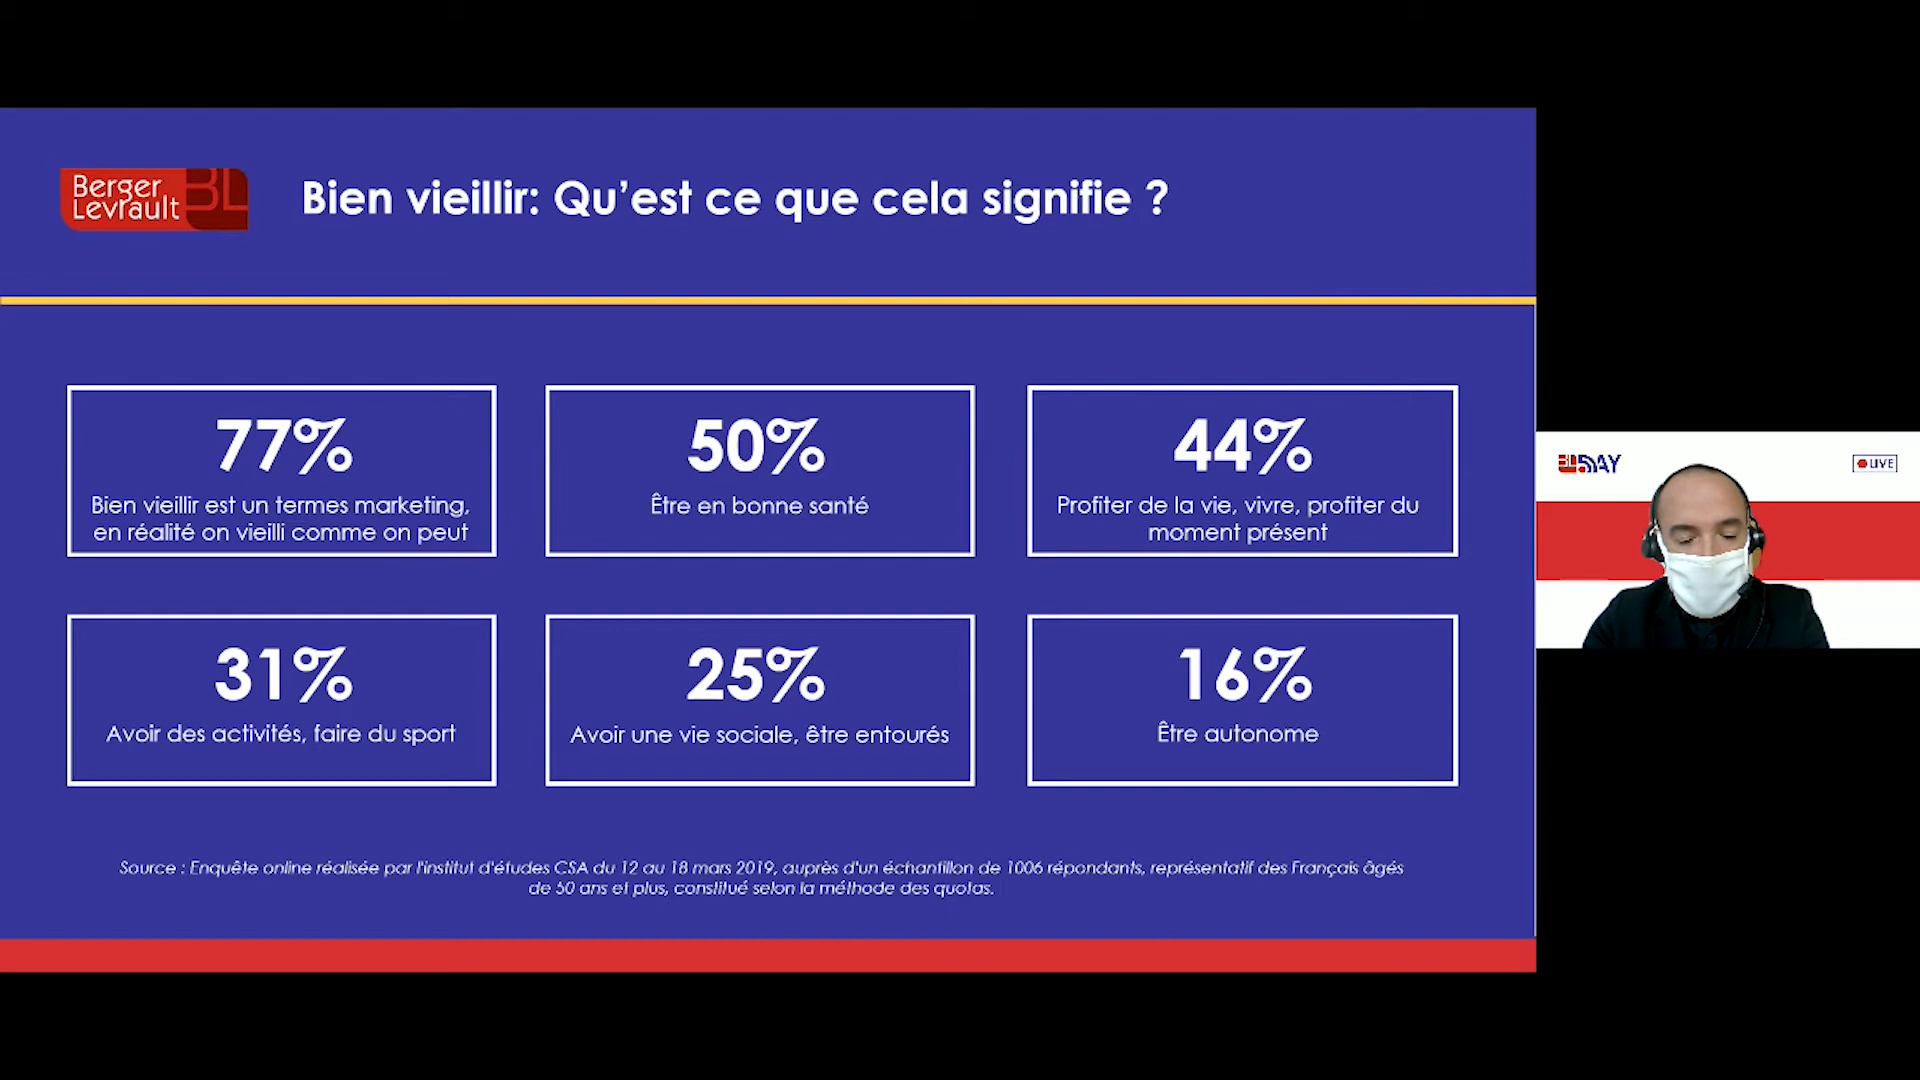 Berger
Levrault
BL
Bien vieillir: Qu’est ce que cela signifie ?
77%
Bien vieillir est un termes marketing,
en réalité on vieilli comme on peut
50%
Être en bonne santé
44%
Profiter de la vie, vivre, profiter du
moment présent
31%
Avoir des activités, faire du sport
25%
Avoir une vie sociale, être entourés
16%
Être autonome
Source : Enquête online réalisée par l'institut d'études CSA du 12 au 18 mars 2019, auprès d'un échantillon de 1006 répondants, représentatif des Français âgés
de 50 ans et plus, constitué selon la méthode des quotas.
BL.DAY
LIVE